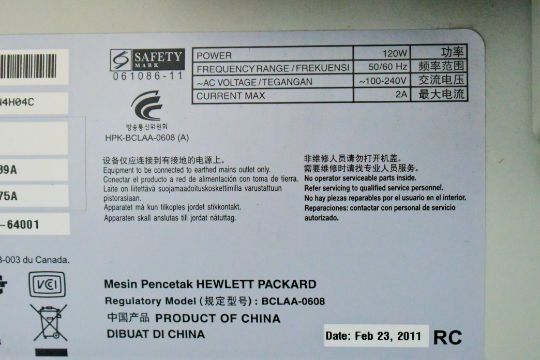 SAFETY
MARK
061086-11
POWER 120W 功率
FREQUENCY RANGE / FREKUENSI 50/60 Hz 频率范围
~AC VOLTAGE / TEGANGAN ~100-240V 交流电压
CURRENT MAX 2A 最大电流
N4H04C
방송통신위원회
HPK-BCLAA-0608 (A)
设备仅应连接到有接地的电源上。
Equipment to be connected to earthed mains outlet only.
Conectar el producto a red de alimentación con toma de tierra.
Laite on liitettävä suojamaadoituskoskettimilla varustattuun
pistorasiaan.
Apparatet må kun tilkoples jordet stikkontakt.
Apparaten skall anslutas till jordat nätuttag.
非维修人员请勿打开机盖。
需要维修时请找专业人员服务。
No operator serviceable parts inside.
Refer servicing to qualified service personnel.
No hay piezas reparables por el usuario en el interior.
Reparaciones: contactar con personal de servicio
autorizado.
39A
75A
-64001
B-003 du Canada.
VCI
Mesin Pencetak HEWLETT PACKARD
Regulatory Model (规定型号) : BCLAA-0608
中国产品 PRODUCT OF CHINA
DIBUAT DI CHINA
Date: Feb 23, 2011 RC